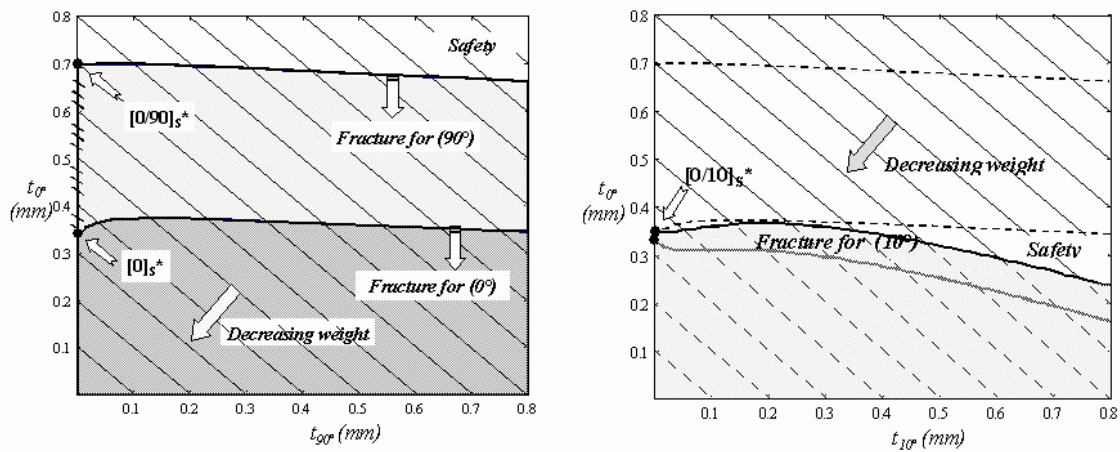 0.8
Safety
0.7
[0/90]s*
0.6
Fracture for (90°)
0.5
t0°
(mm)
0.4
0.3
[0]s*
Fracture for (0°)
0.2
Decreasing weight
0.1
0.1 0.2 0.3 0.4 0.5 0.6 0.7 0.8
t90° (mm)
0.8
0.7
0.6
Decreasing weight
0.5
[0/10]s*
t0°
(mm)
0.4
Fracture for (10°)
Safety
0.3
0.2
0.1
0.1 0.2 0.3 0.4 0.5 0.6 0.7 0.8
t10° (mm)